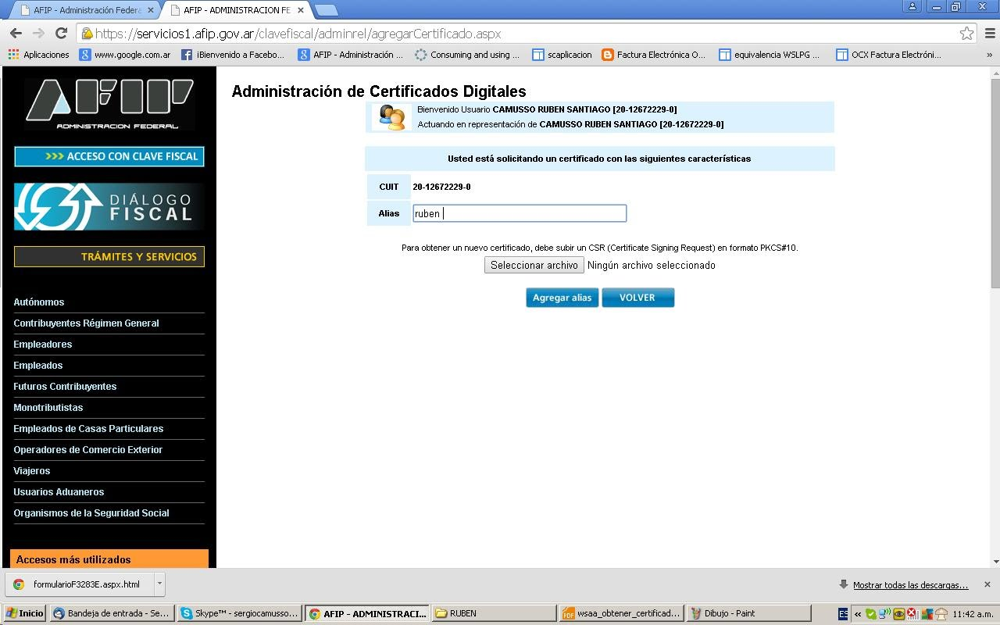 AFIP - Administración Federa
AFIP - ADMINISTRACION FE
https://servicios1.afip.gov.ar/clavefiscal/adminrel/agregarCertificado.aspx
Aplicaciones
www.google.com.ar
iBienvenido a Facebo...
AFIP - Administración ...
Consuming and using ...
scaplicacion
Factura Electrónica O...
equivalencia WSLPG ...
OCX Factura Electróni...
»
AFIP
ADMINISTRACION FEDERAL
>>> ACCESO CON CLAVE FISCAL
DIÁLOGO
FISCAL
TRÁMITES Y SERVICIOS
Autónomos
Contribuyentes Régimen General
Empleadores
Empleados
Futuros Contribuyentes
Monotributistas
Empleados de Casas Particulares
Operadores de Comercio Exterior
Viajeros
Usuarios Aduaneros
Organismos de la Seguridad Social
Accesos más utilizados
Administración de Certificados Digitales
Bienvenido Usuario CAMUSSO RUBEN SANTIAGO [20-12672229-0]
Actuando en representación de CAMUSSO RUBEN SANTIAGO [20-12672229-0]
Usted está solicitando un certificado con las siguientes características
CUIT 20-12672229-0
Alias ruben
Para obtener un nuevo certificado, debe subir un CSR (Certificate Signing Request) en formato PKCS#10.
Seleccionar archivo Ningún archivo seleccionado
Agregar alias VOLVER
formularioF3283E.aspx.html
Mostrar todas las descargas...
Inicio
Bandeja de entrada - Se...
Skype™ - sergiocamusso...
AFIP - ADMINISTRACI...
RUBEN
wsaa_obtener_certificad...
Dibujo - Paint
ES
«
11:42 a.m.